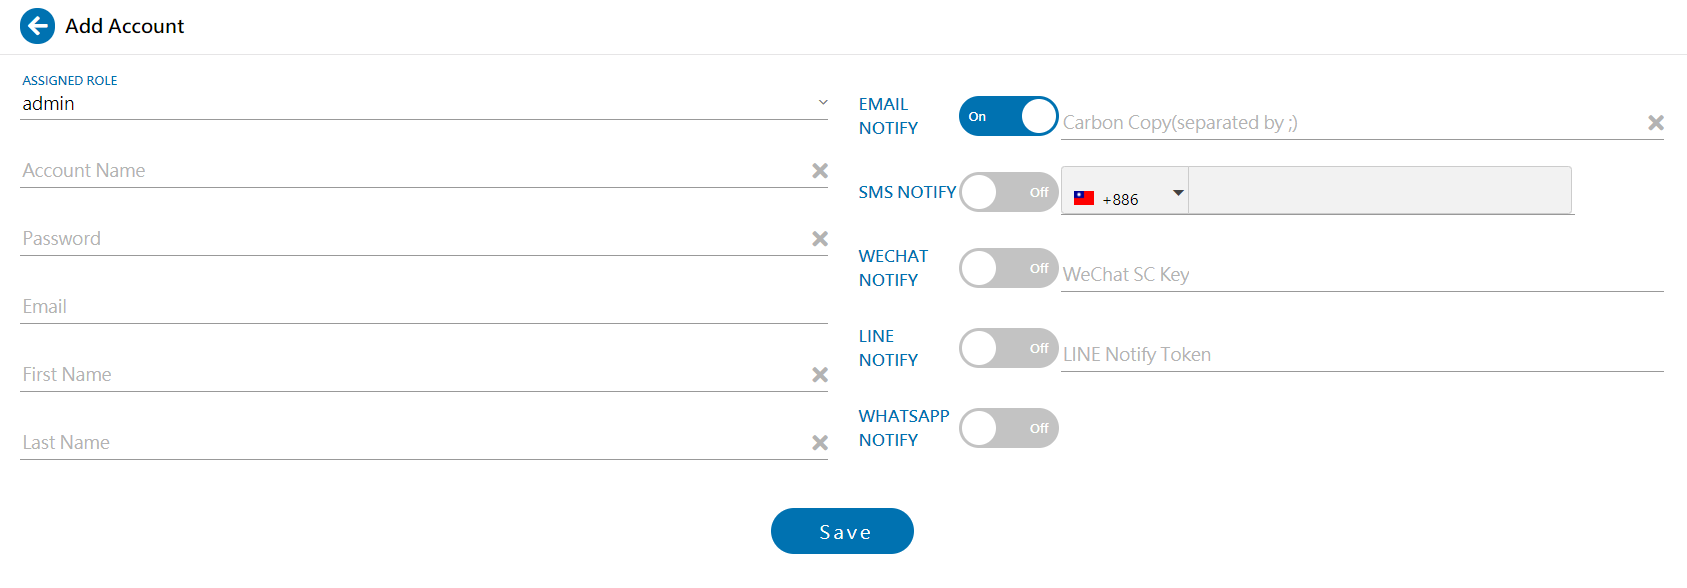 Add Account
ASSIGNED ROLE
admin
Account Name
Password
Email
First Name
Last Name
EMAIL
NOTIFY
On
Carbon Copy(separated by ;)
SMS NOTIFY
Off
+886
WECHAT
NOTIFY
Off
WeChat SC Key
LINE
NOTIFY
Off
LINE Notify Token
WHATSAPP
NOTIFY
Off
Save